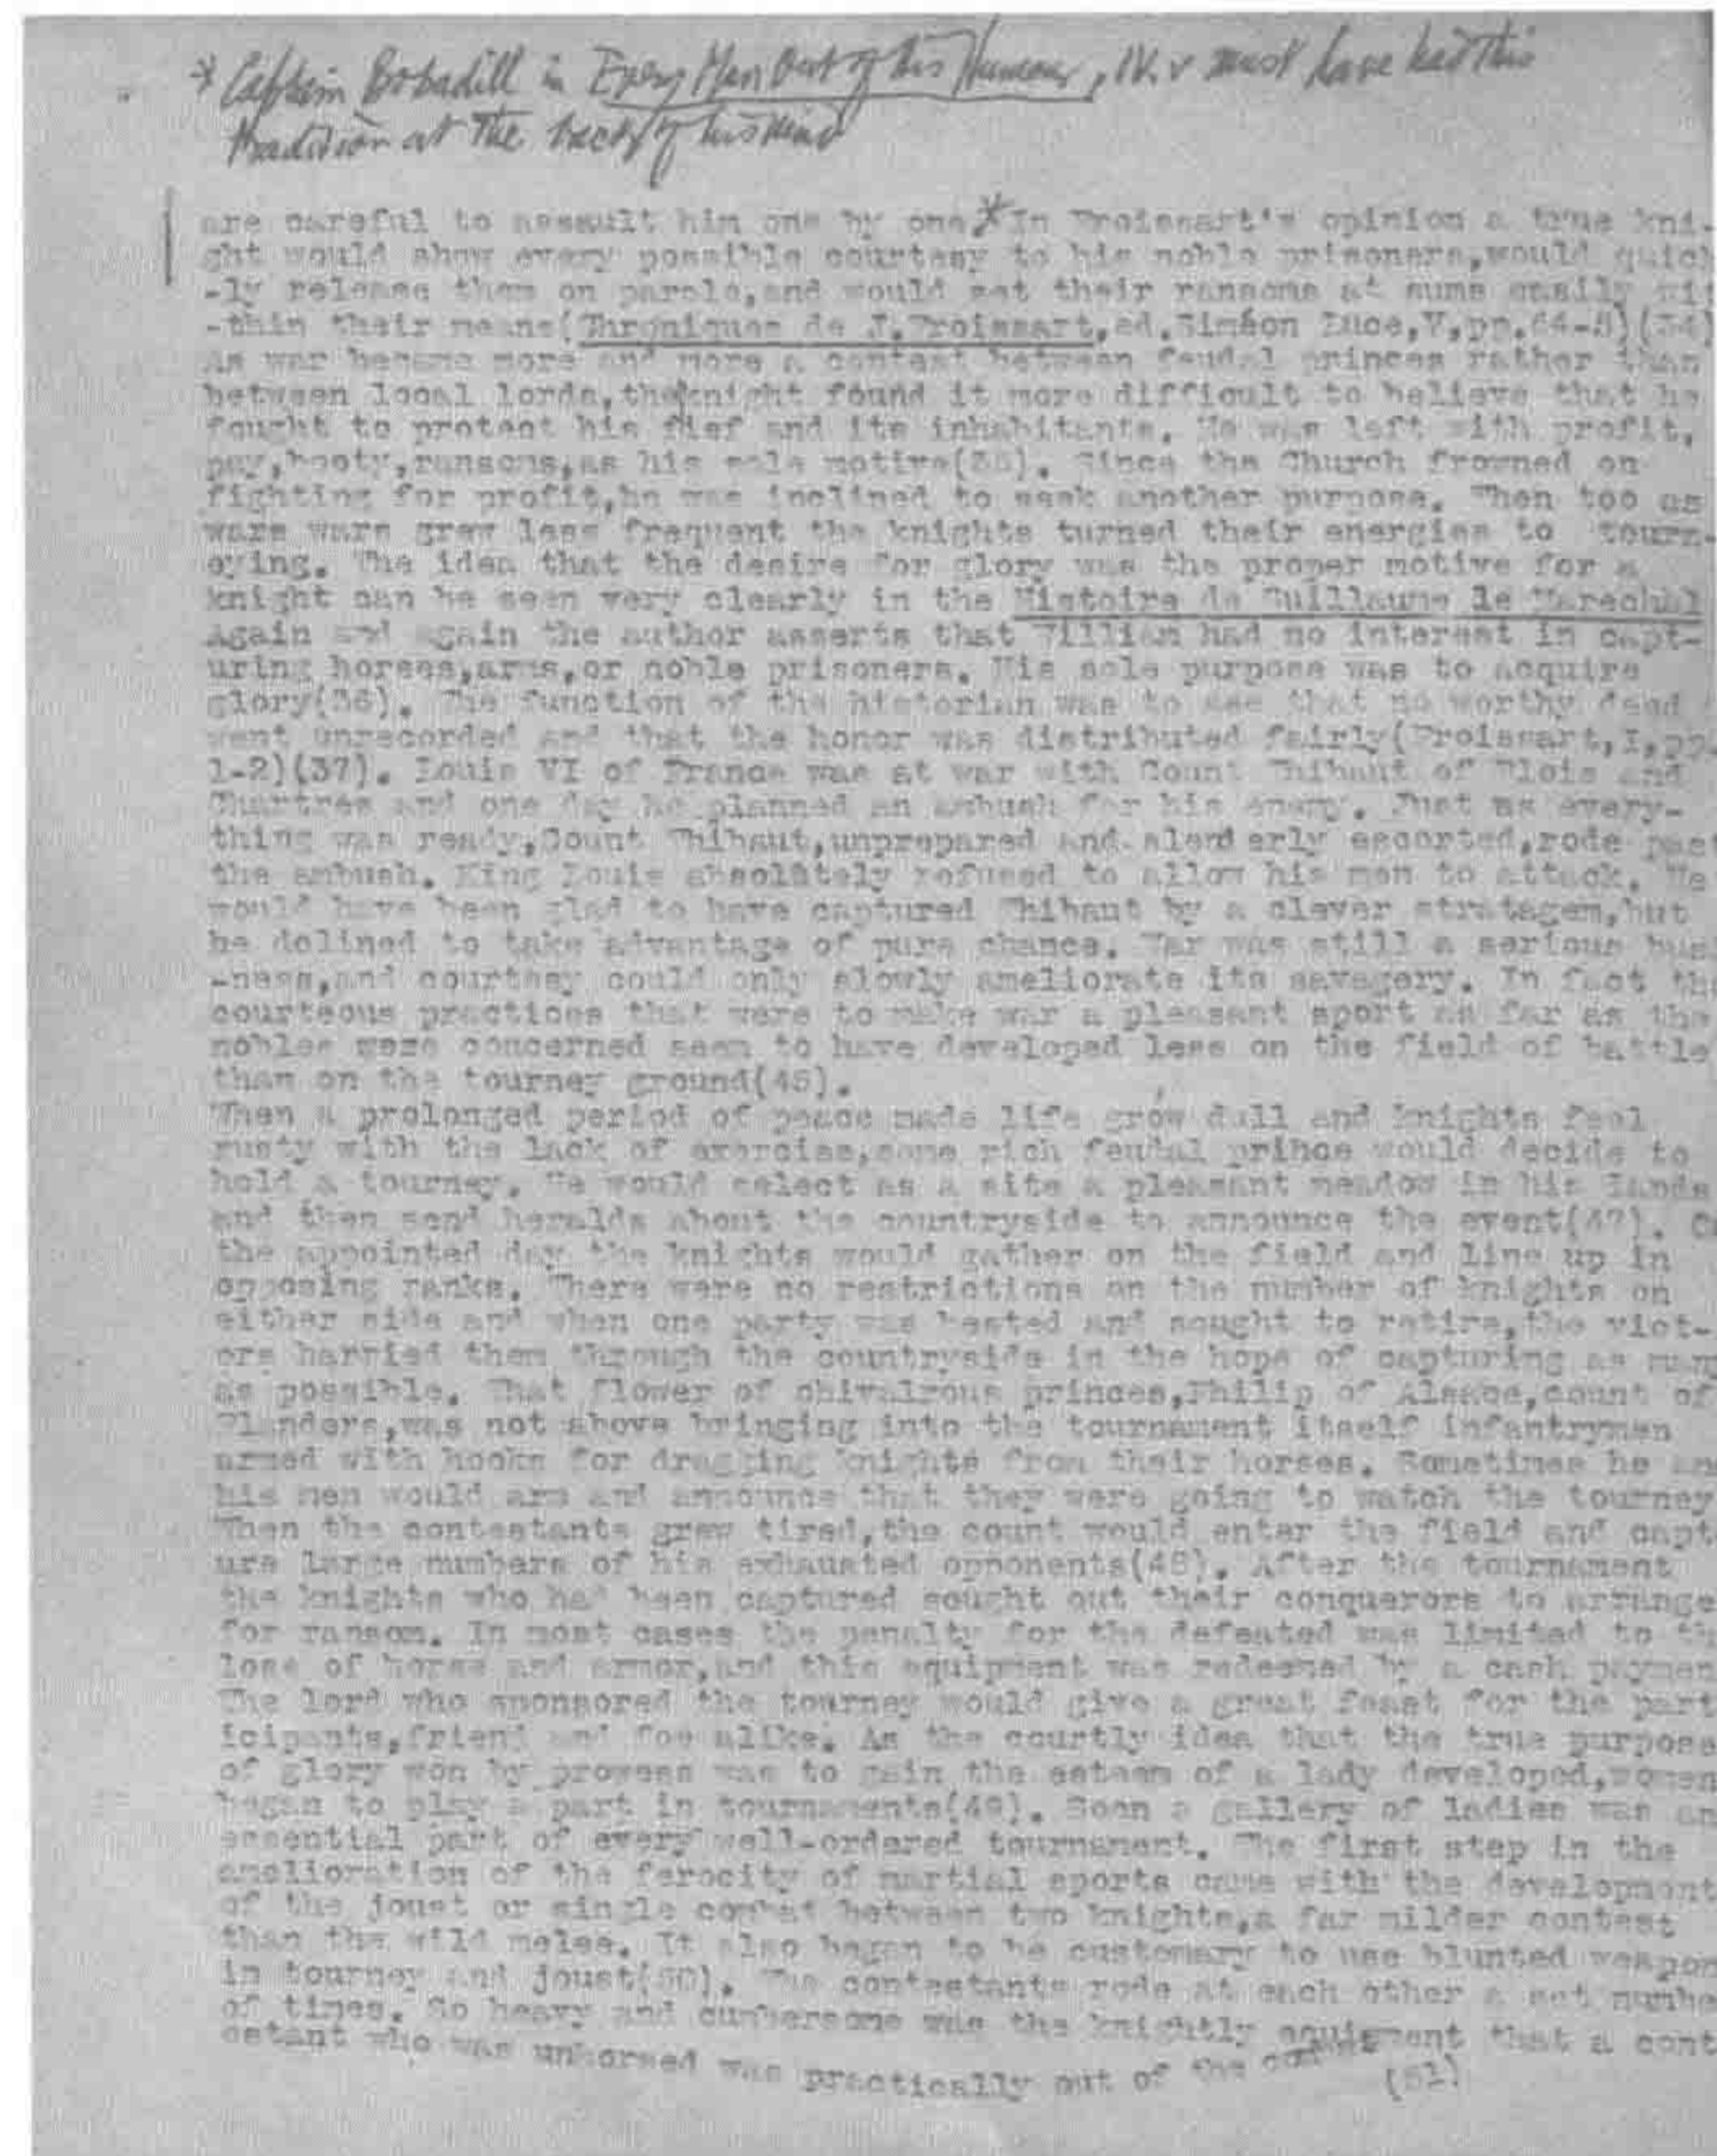 * Captain Bobadill in Every Man Out of his Humour, IV. v must have had this
tradition at the back of his mind
are careful to assault him one by one.* In Froissart's opinion a true kni-
ght would show every possible courtesy to his noble prisoners,would quick
-ly release them on parole,and would set their ransoms at sums easily wit
-thin their means(Chroniques de J.Froissart,ed.Siméon Luce,V,pp.64-5)(34)
As war became more and more a contest between feudal princes rather than
between local lords,the knight found it more difficult to believe that he
fought to protect his fief and its inhabitants. He was left with profit,
pay,booty,ransoms,as his sole motive(35). Since the Church frowned on
fighting for profit,he was inclined to seek another purpose. Then too as
ware wars grew less frequent the knights turned their energies to tourn-
eying. The idea that the desire for glory was the proper motive for a
knight can be seen very clearly in the Histoire de Guillaume le Marechal
Again and again the author asserts that William had no interest in capt-
uring horses,arms,or noble prisoners. His sole purpose was to acquire
glory(36). The function of the historian was to see that no worthy deed
went unrecorded and that the honor was distributed fairly(Froissart,I,pp.
1-2)(37). Louis VI of France was at war with Count Thibaut of Blois and
Chartres and one day he planned an ambush for his enemy. Just as every-
thing was ready,Count Thibaut,unprepared and slenderly escorted,rode past
the ambush. King Louis absolutely refused to allow his men to attack. He
would have been glad to have captured Thibaut by a clever stratagem,but
he dclined to take advantage of pure chance. War was still a serious busi
-ness,and courtesy could only slowly ameliorate its savagery. In fact the
courteous practices that were to make war a pleasant sport as far as the
nobles were concerned seem to have developed less on the field of battle
than on the tourney ground(45).
When a prolonged period of peace made life grow dull and knights feel
rusty with the lack of exercise,some rich feudal prince would decide to
hold a tourney. He would select as a site a pleasant meadow in his lands
and then send heralds about the countryside to announce the event(47). On
the appointed day the knights would gather on the field and line up in
opposing ranks. There were no restrictions on the number of knights on
either side and when one party was bested and sought to retire,the vict-
ors harried them through the countryside in the hope of capturing as many
as possible. That flower of chivalrous princes,Philip of Alsace,count of
Flanders,was not above bringing into the tournament itself infantrymen
armed with hooks for dragging knights from their horses. Sometimes he and
his men would arm and announce that they were going to watch the tourney
When the contestants grew tired,the count would enter the field and capt
ure large numbers of his exhausted opponents(48). After the tournament
the knights who had been captured sought out their conquerors to arrange
for ransom. In most cases the penalty for the defeated was limited to the
loss of horse and armor,and this equipment was redeemed by a cash paymen
The lord who sponsored the tourney would give a great feast for the part
icipants,friend and foe alike. As the courtly idea that the true purpose
of glory won by prowess was to gain the esteem of a lady developed,women
began to play a part in tournaments(49). Soon a gallery of ladies was an
essential part of every well-ordered tournament. The first step in the
amelioration of the ferocity of martial sports came with the development
of the joust or single combat between two knights,a far milder contest
than the wild melee. It also began to be customary to use blunted weapon
in tourney and joust(50). The contestants rode at each other a set numbe
of times. So heavy and cumbersome was the knightly equipment that a cont
estant who was unhorsed was practically out of the com
(51)